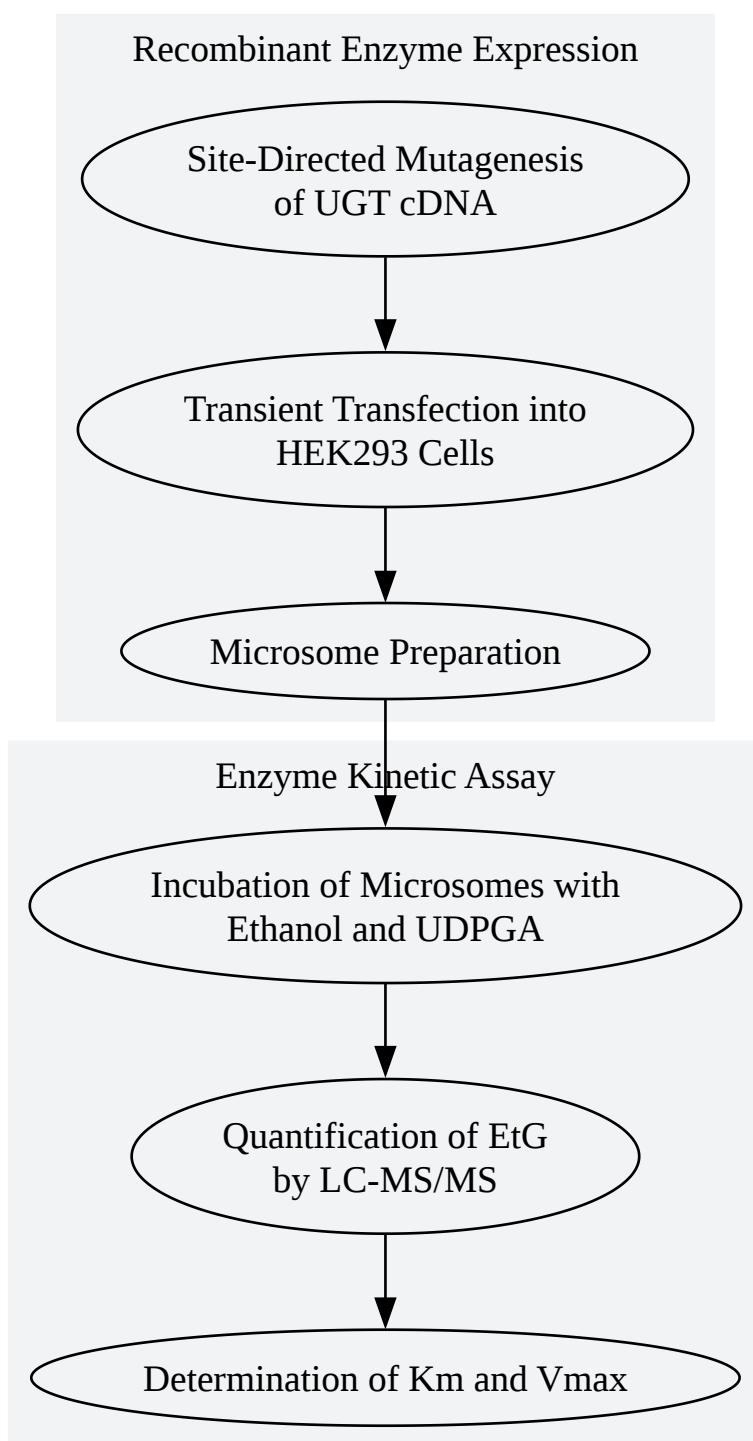 Recombinant Enzyme Expression
Site-Directed Mutagenesis
of UGT cDNA
Transient Transfection into
HEK293 Cells
Microsome Preparation
Enzyme Kinetic Assay
Incubation of Microsomes with
Ethanol and UDPGA
Quantification of EtG
by LC-MS/MS
Determination of Km and Vmax